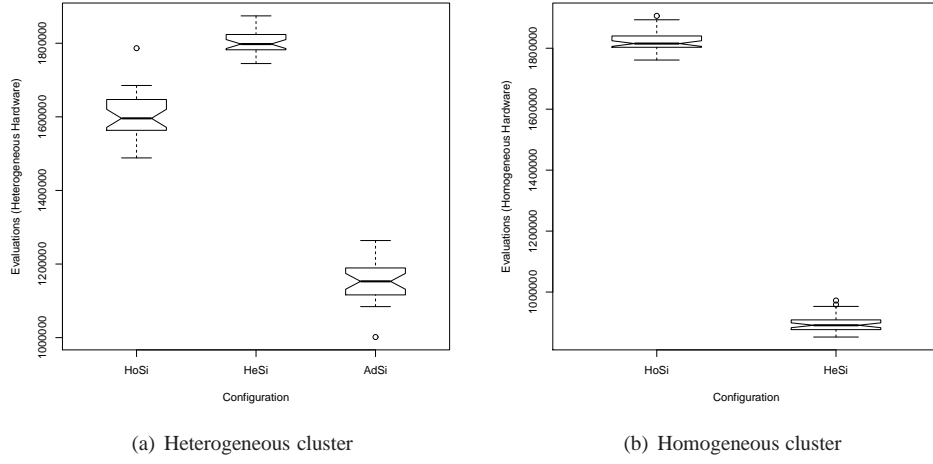 1800000
1600000
1400000
1200000
1000000
Evaluations (Heterogeneous Hardware)
HoSi HeSi AdSi
Configuration
(a) Heterogeneous cluster
1800000
1600000
1400000
1200000
1000000
Evaluations (Homogeneous Hardware)
HoSi HeSi
Configuration
(b) Homogeneous cluster